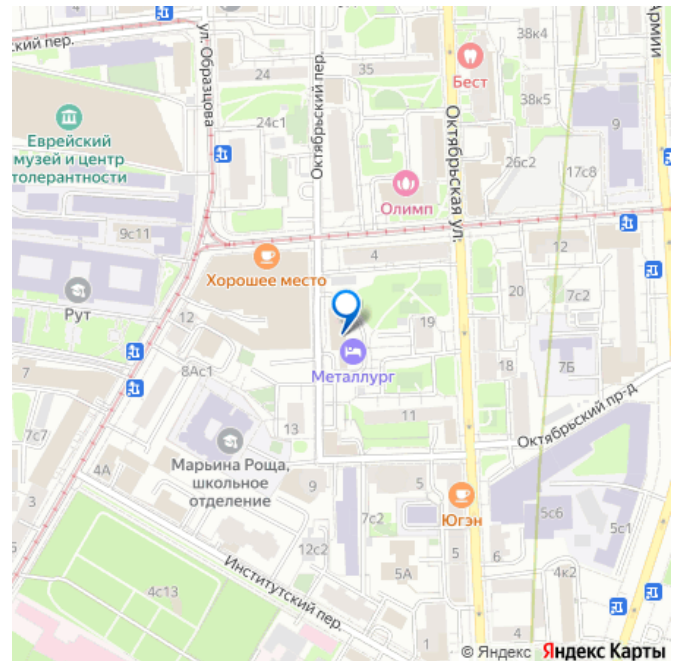 ский пер.
ул. Образцова
24
Октябрьский пер.
35
38к4
Армии
Бест
38к5
24с1
9
Еврейский
музей и центр
толерантности
Октябрьская ул.
26с2
17с8
Олимп
9с11
4
12
Хорошее место
Рут
12
20
7с2
19
7
8Ас1
Металлург
18
7Б
11
Октябрьский пр-д
13
7с7
4А
Марьина Роща,
школьное
отделение
9
5
3
Югэн
7с2
5с6
5с1
12с2
5
6
Институтский пер.
5А
4к2
4с13
1
4
© Яндекс Яндекс Карты